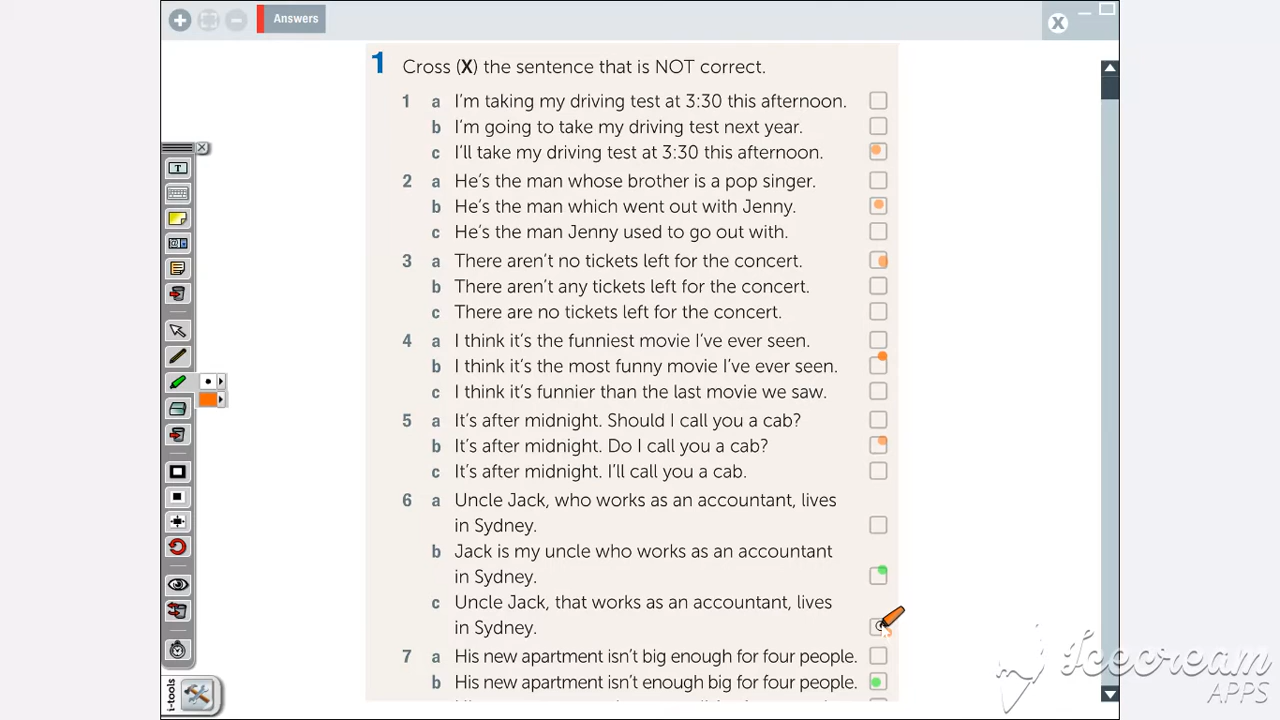 Answers
X
1 Cross (X) the sentence that is NOT correct.
1 a I'm taking my driving test at 3:30 this afternoon.
b I'm going to take my driving test next year.
c I'll take my driving test at 3:30 this afternoon.
2 a He's the man whose brother is a pop singer.
b He's the man which went out with Jenny.
c He's the man Jenny used to go out with.
3 a There aren't no tickets left for the concert.
b There aren't any tickets left for the concert.
c There are no tickets left for the concert.
4 a I think it's the funniest movie I've ever seen.
b I think it's the most funny movie I've ever seen.
c I think it's funnier than the last movie we saw.
5 a It's after midnight. Should I call you a cab?
b It's after midnight. Do I call you a cab?
c It's after midnight. I'll call you a cab.
6 a Uncle Jack, who works as an accountant, lives
in Sydney.
b Jack is my uncle who works as an accountant
in Sydney.
c Uncle Jack, that works as an accountant, lives
in Sydney.
7 a His new apartment isn't big enough for four people.
b His new apartment isn't enough big for four people.
T
i-tools
Icecream
APPS